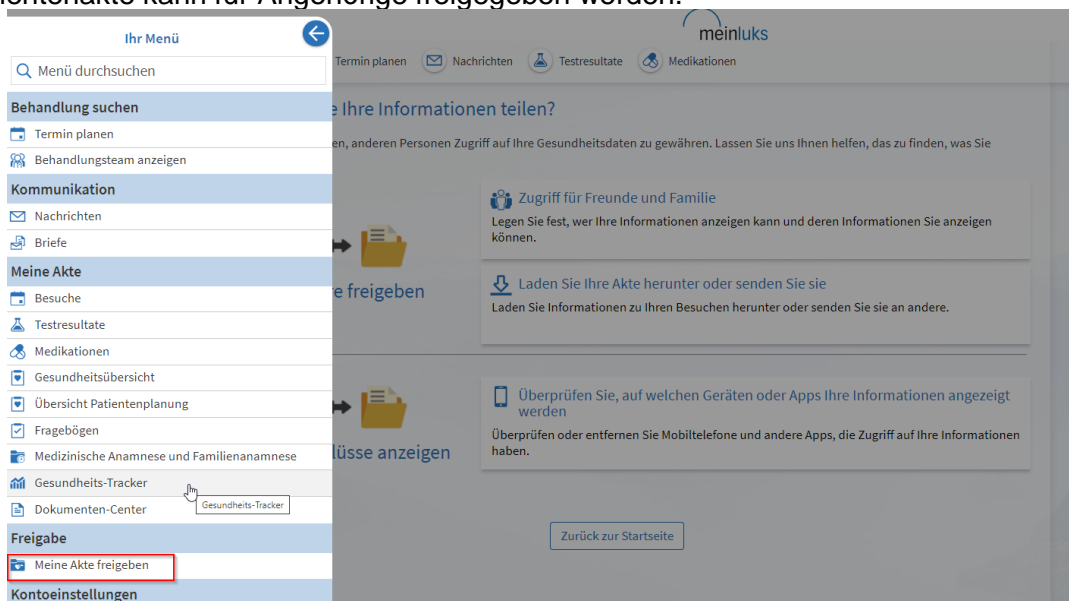 kann für Angehörige freigegeben werden.
Ihr Menü
Menü durchsuchen
Behandlung suchen
Termin planen
Behandlungsteam anzeigen
Kommunikation
Nachrichten
Briefe
Meine Akte
Besuche
Testresultate
Medikationen
Gesundheitsübersicht
Übersicht Patientenplanung
Fragebögen
Medizinische Anamnese und Familienanamnese
Gesundheits-Tracker
Gesundheits-Tracker
Dokumenten-Center
Freigabe
Meine Akte freigeben
Kontoeinstellungen
meinluks
Termin planen Nachrichten Testresultate Medikationen
e Ihre Informationen teilen?
en, anderen Personen Zugriff auf Ihre Gesundheitsdaten zu gewähren. Lassen Sie uns Ihnen helfen, das zu finden, was Sie
e freigeben
Zugriff für Freunde und Familie
Legen Sie fest, wer Ihre Informationen anzeigen kann und deren Informationen Sie anzeigen
können.
Laden Sie Ihre Akte herunter oder senden Sie sie
Laden Sie Informationen zu Ihren Besuchen herunter oder senden Sie sie an andere.
lüsse anzeigen
Überprüfen Sie, auf welchen Geräten oder Apps Ihre Informationen angezeigt
werden
Überprüfen oder entfernen Sie Mobiltelefone und andere Apps, die Zugriff auf Ihre Informationen
haben.
Zurück zur Startseite